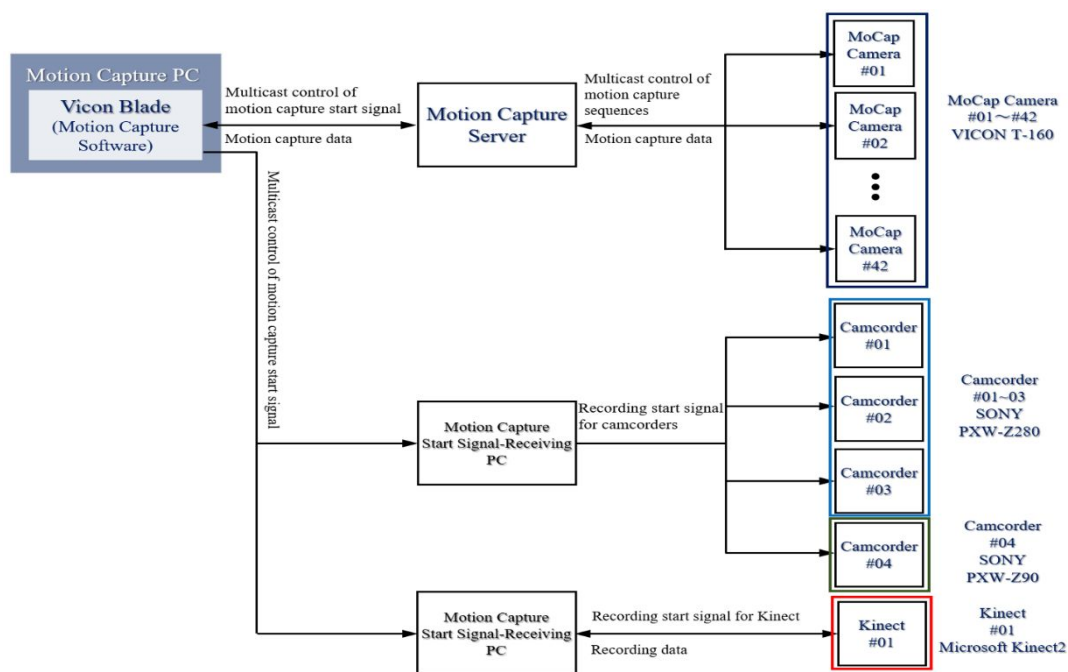 Motion Capture PC
Vicon Blade
(Motion Capture
Software)
Multicast control of
motion capture start signal
Motion capture data
Motion Capture
Server
Multicast control of
motion capture
sequences
Motion capture data
MoCap
Camera
#01
MoCap
Camera
#02
MoCap
Camera
#42
MoCap Camera
#01~#42
VICON T-160
Multicast control of motion capture start signal
Motion Capture
Start Signal-Receiving
PC
Recording start signal
for camcorders
Camcorder
#01
Camcorder
#02
Camcorder
#03
Camcorder
#01~03
SONY
PXW-Z280
Camcorder
#04
Camcorder
#04
SONY
PXW-Z90
Motion Capture
Start Signal-Receiving
PC
Recording start signal for Kinect
Recording data
Kinect
#01
Kinect
#01
Microsoft Kinect2